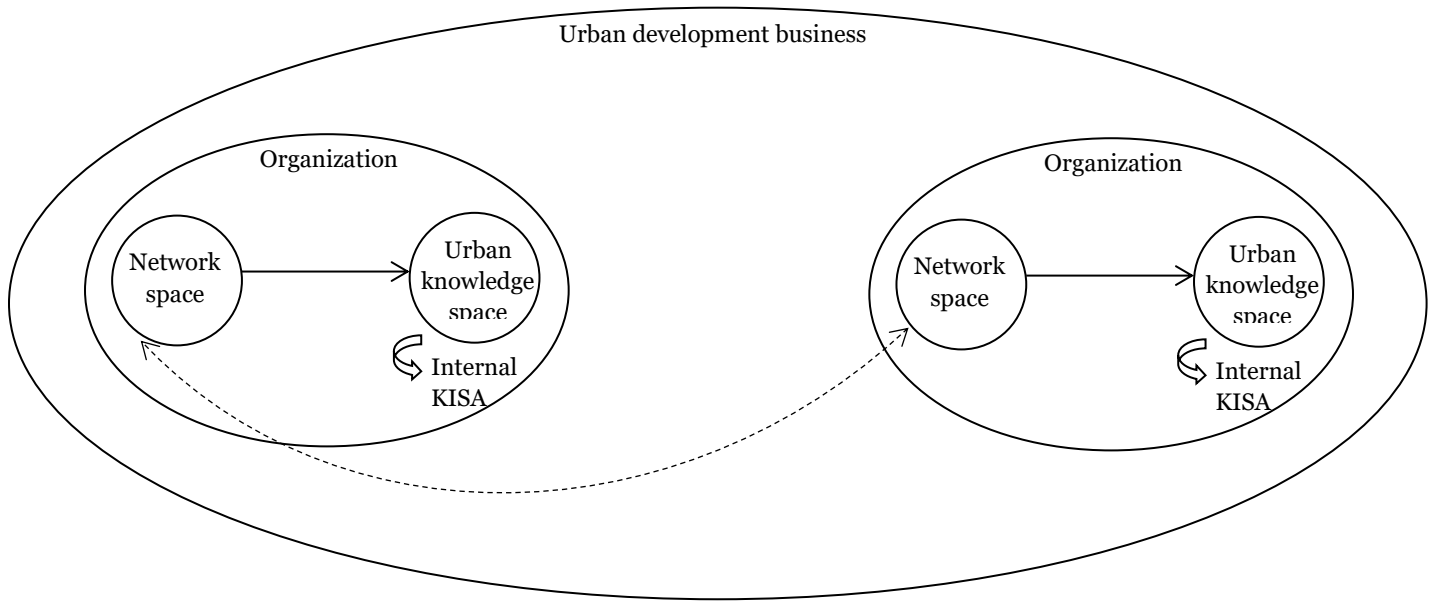 Urban development business
Organization
Network
space
Urban
knowledge
space
Internal
KISA
Organization
Network
space
Urban
knowledge
space
Internal
KISA